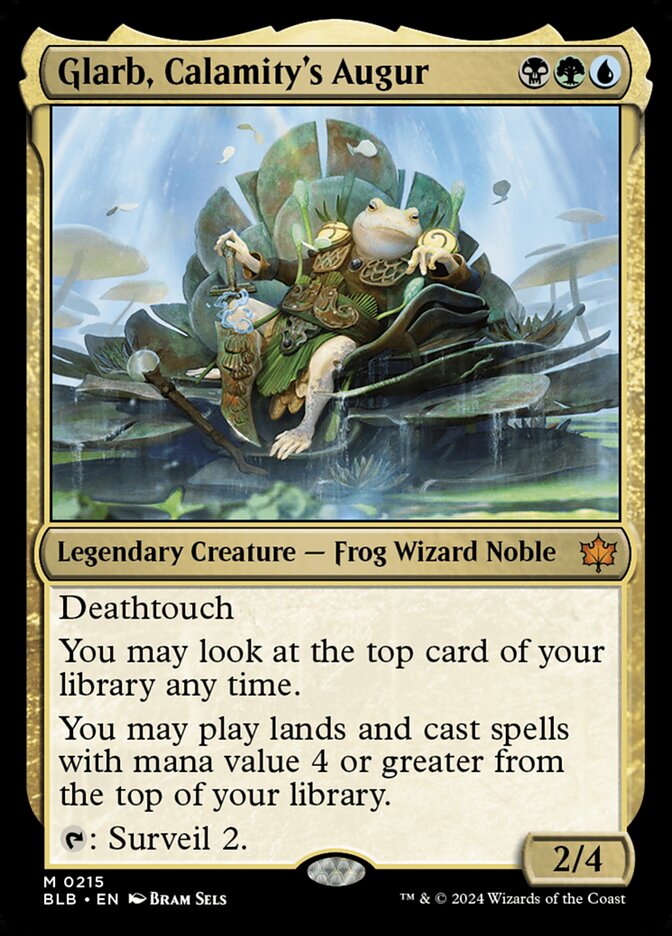 Glarb, Calamity's Augur
Legendary Creature — Frog Wizard Noble
Deathtouch
You may look at the top card of your
library any time.
You may play lands and cast spells
with mana value 4 or greater from
the top of your library.
: Surveil 2.
2/4
M 0215
BLB • EN Bram Sels
™ & © 2024 Wizards of the Coast